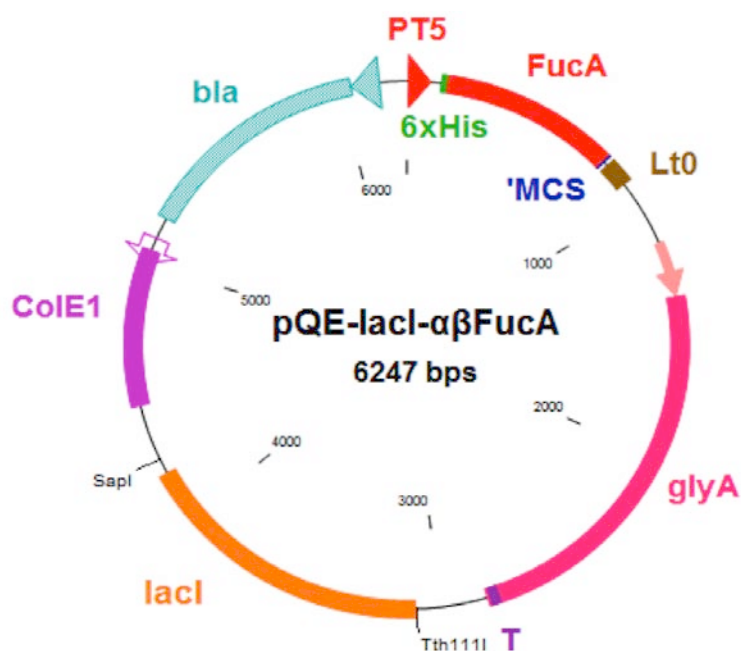 PT5
FucA
bla
6xHis
Lt0
'MCS
6000
1000
ColE1
5000
pQE-lacI-αβFucA
6247 bps
2000
4000
SapI
glyA
3000
lacI
Tth111I
T